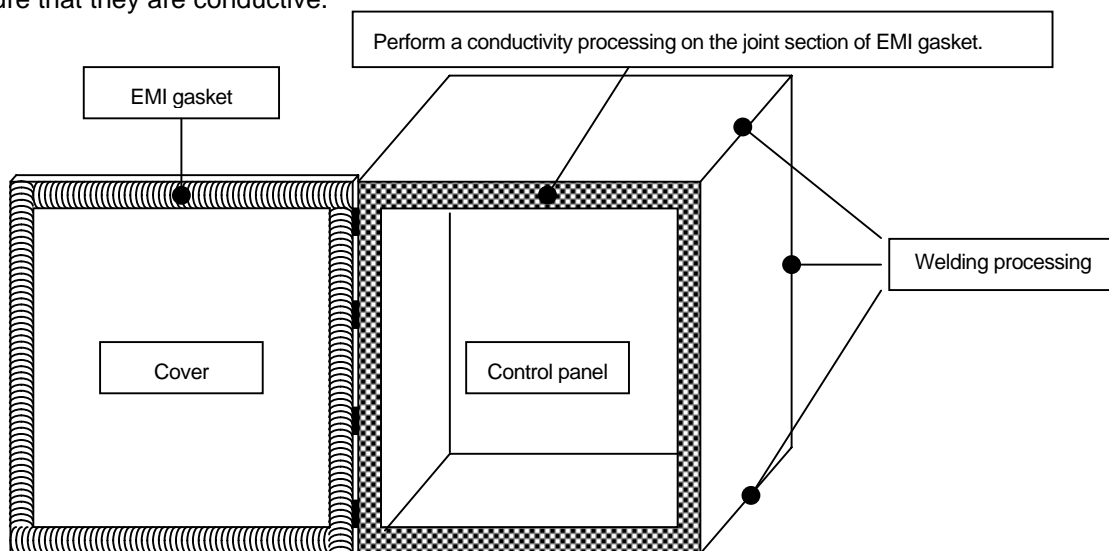 ure that they are conductive.
Perform a conductivity processing on the joint section of EMI gasket.
EMI gasket
Welding processing
Cover
Control panel